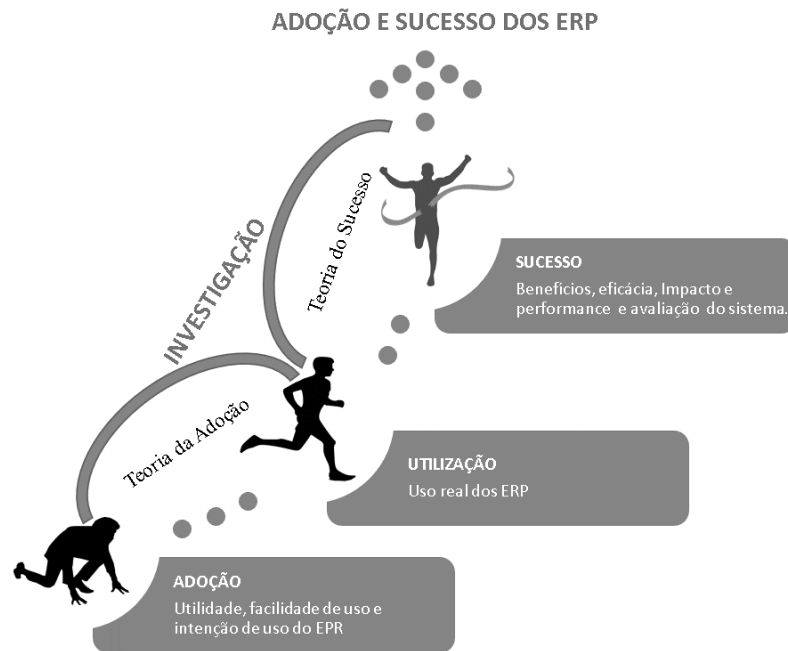 ADOÇÃO E SUCESSO DOS ERP
INVESTIGAÇÃO
Teoria do Sucesso
SUCESSO
Beneficios, eficácia, Impacto e
performance e avaliação do sistema.
Teoria da Adoção
UTILIZAÇÃO
Uso real dos ERP
ADOÇÃO
Utilidade, facilidade de uso e
intenção de uso do EPR